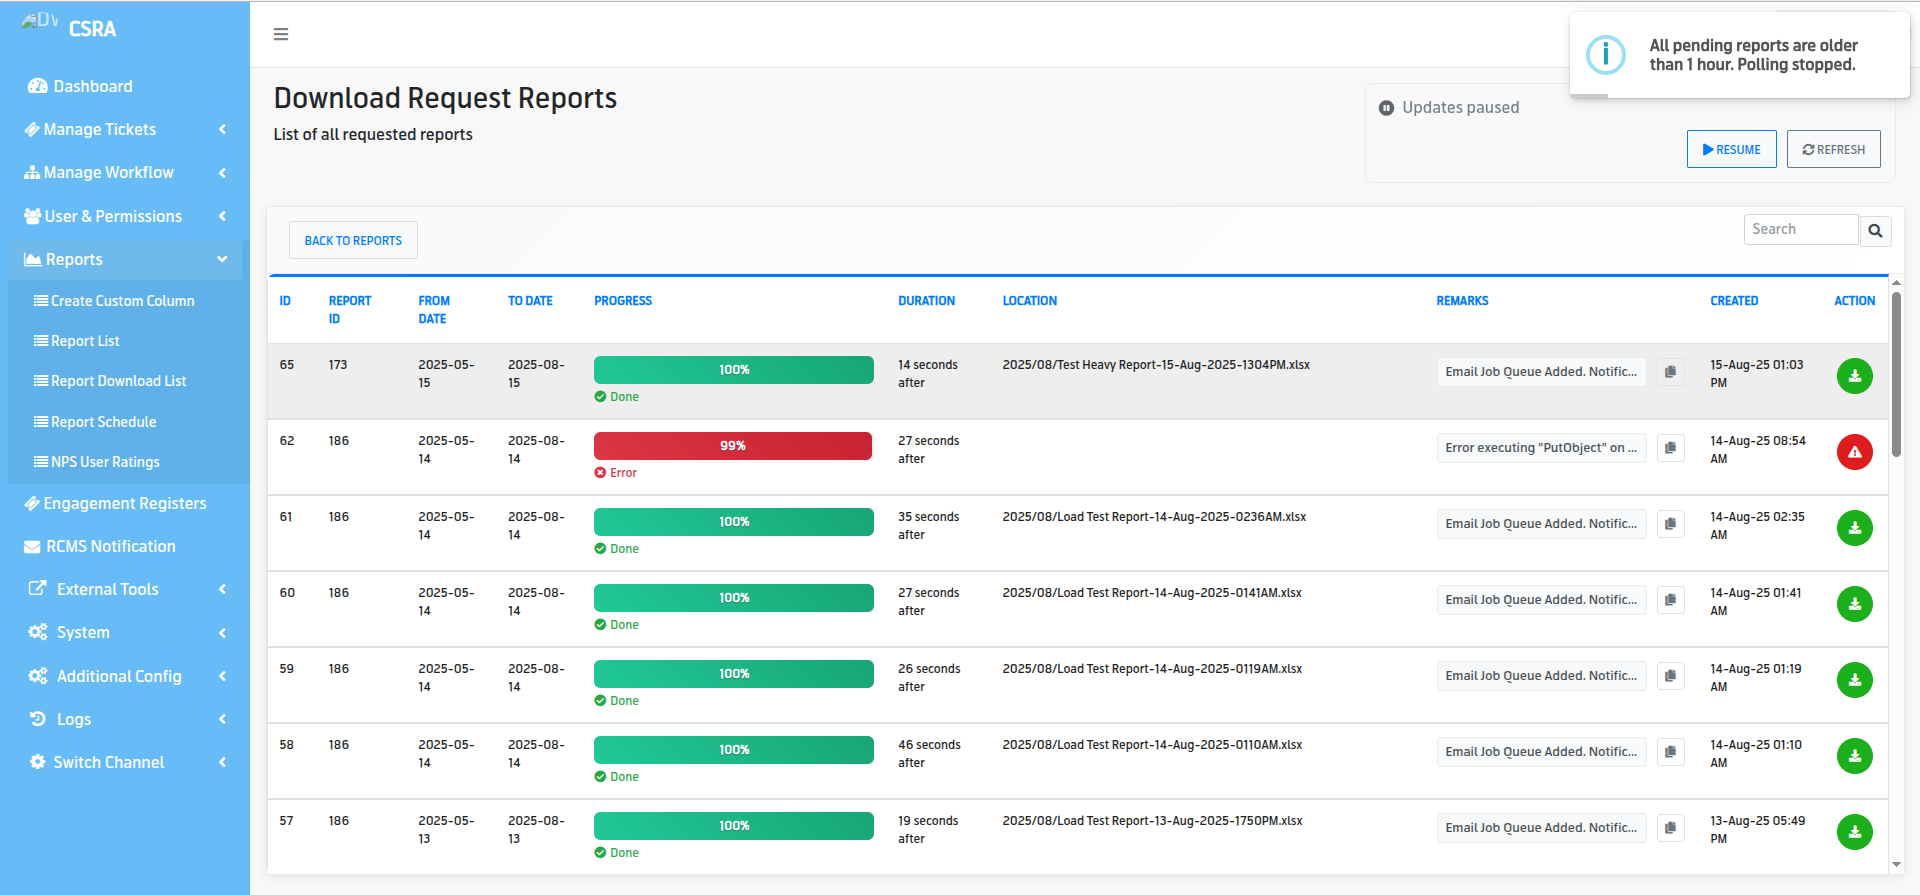 CSRA
Dashboard
Manage Tickets
Manage Workflow
User & Permissions
Reports
Create Custom Column
Report List
Report Download List
Report Schedule
NPS User Ratings
Engagement Registers
RCMS Notification
External Tools
System
Additional Config
Logs
Switch Channel
All pending reports are older
than 1 hour. Polling stopped.
Download Request Reports
List of all requested reports
Updates paused
RESUME
REFRESH
BACK TO REPORTS
Search
ID REPORT ID FROM DATE TO DATE PROGRESS DURATION LOCATION REMARKS CREATED ACTION
65 173 2025-05-15 2025-08-15 100% 14 seconds after 2025/08/Test Heavy Report-15-Aug-2025-1304PM.xlsx Email Job Queue Added. Notific... 15-Aug-25 01:03 PM
Done
62 186 2025-05-14 2025-08-14 99% 27 seconds after Error executing "PutObject" on ... 14-Aug-25 08:54 AM
Error
61 186 2025-05-14 2025-08-14 100% 35 seconds after 2025/08/Load Test Report-14-Aug-2025-0236AM.xlsx Email Job Queue Added. Notific... 14-Aug-25 02:35 AM
Done
60 186 2025-05-14 2025-08-14 100% 27 seconds after 2025/08/Load Test Report-14-Aug-2025-0141AM.xlsx Email Job Queue Added. Notific... 14-Aug-25 01:41 AM
Done
59 186 2025-05-14 2025-08-14 100% 26 seconds after 2025/08/Load Test Report-14-Aug-2025-0119AM.xlsx Email Job Queue Added. Notific... 14-Aug-25 01:19 AM
Done
58 186 2025-05-14 2025-08-14 100% 46 seconds after 2025/08/Load Test Report-14-Aug-2025-0110AM.xlsx Email Job Queue Added. Notific... 14-Aug-25 01:10 AM
Done
57 186 2025-05-13 2025-08-13 100% 19 seconds after 2025/08/Load Test Report-13-Aug-2025-1750PM.xlsx Email Job Queue Added. Notific... 13-Aug-25 05:49 PM
Done